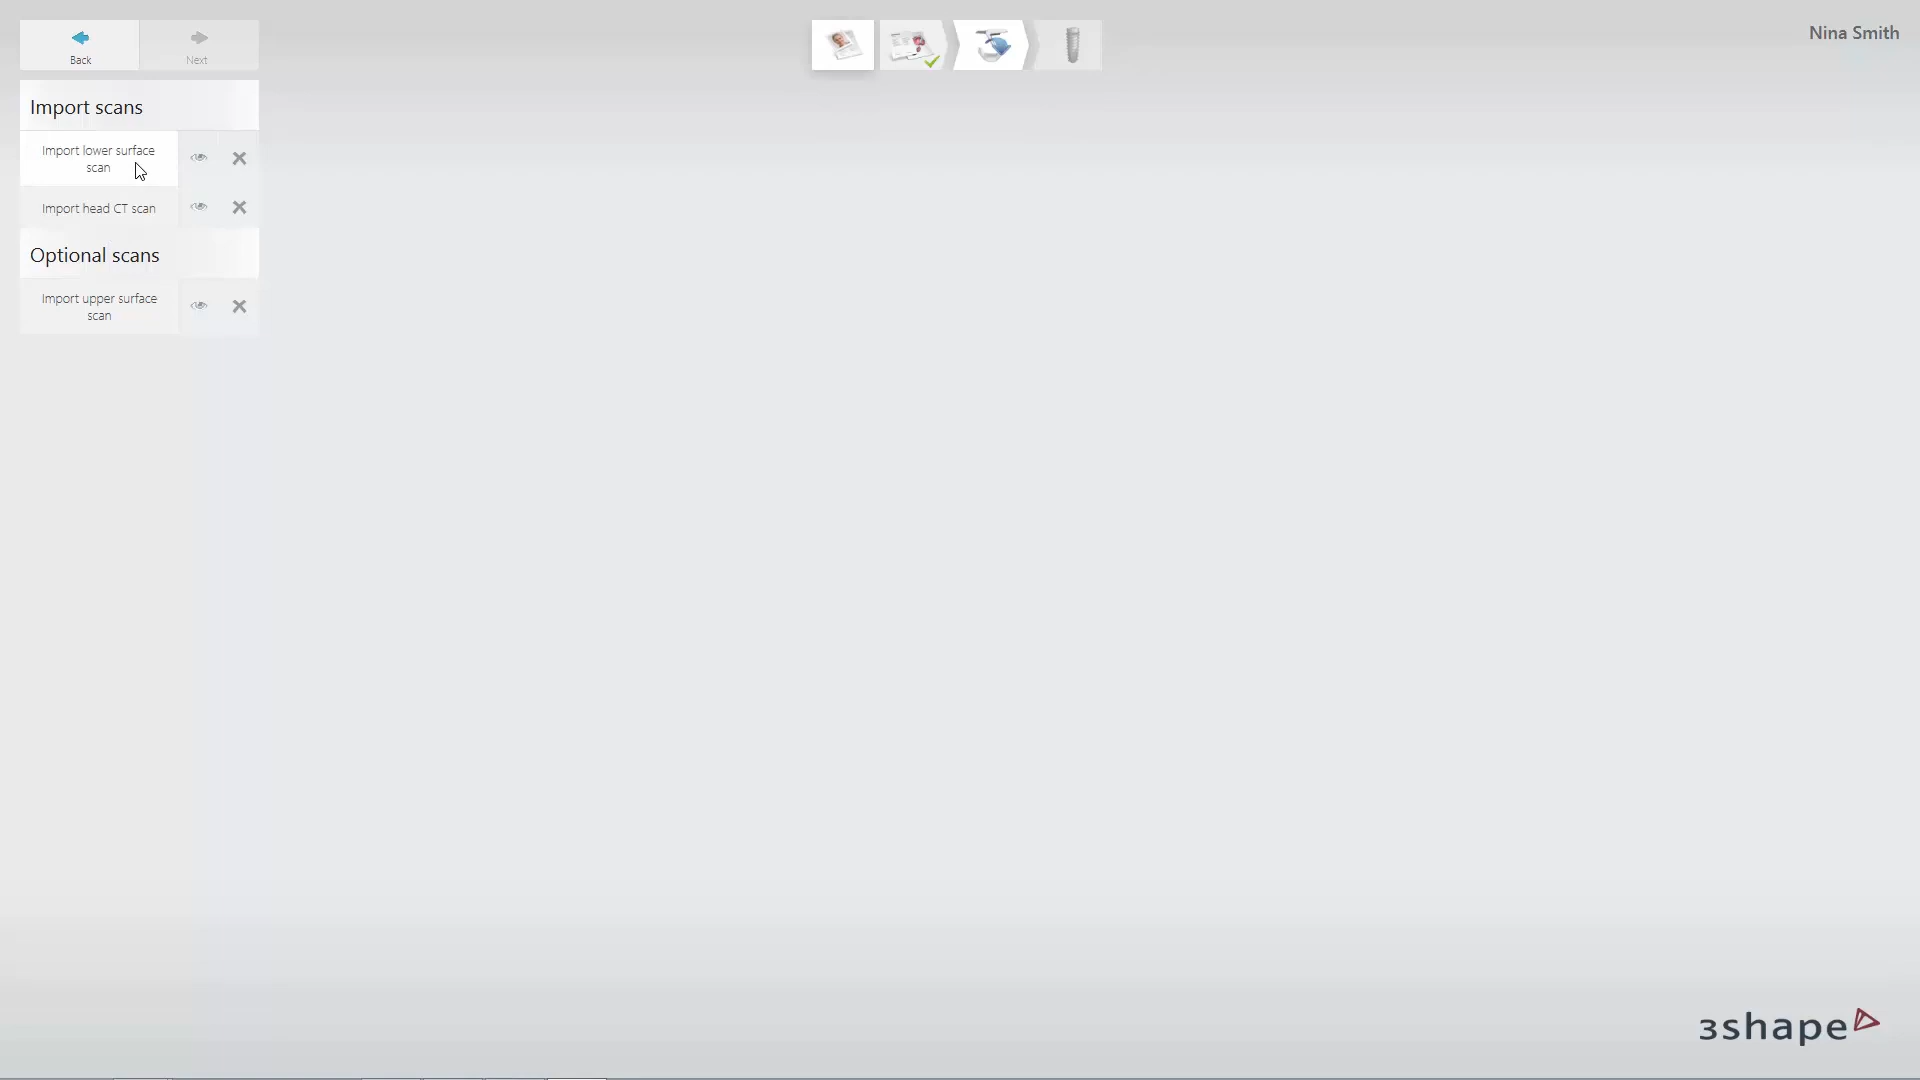 Back
Next
Nina Smith
Import scans
Import lower surface
scan
Import head CT scan
Optional scans
Import upper surface
scan
3shape